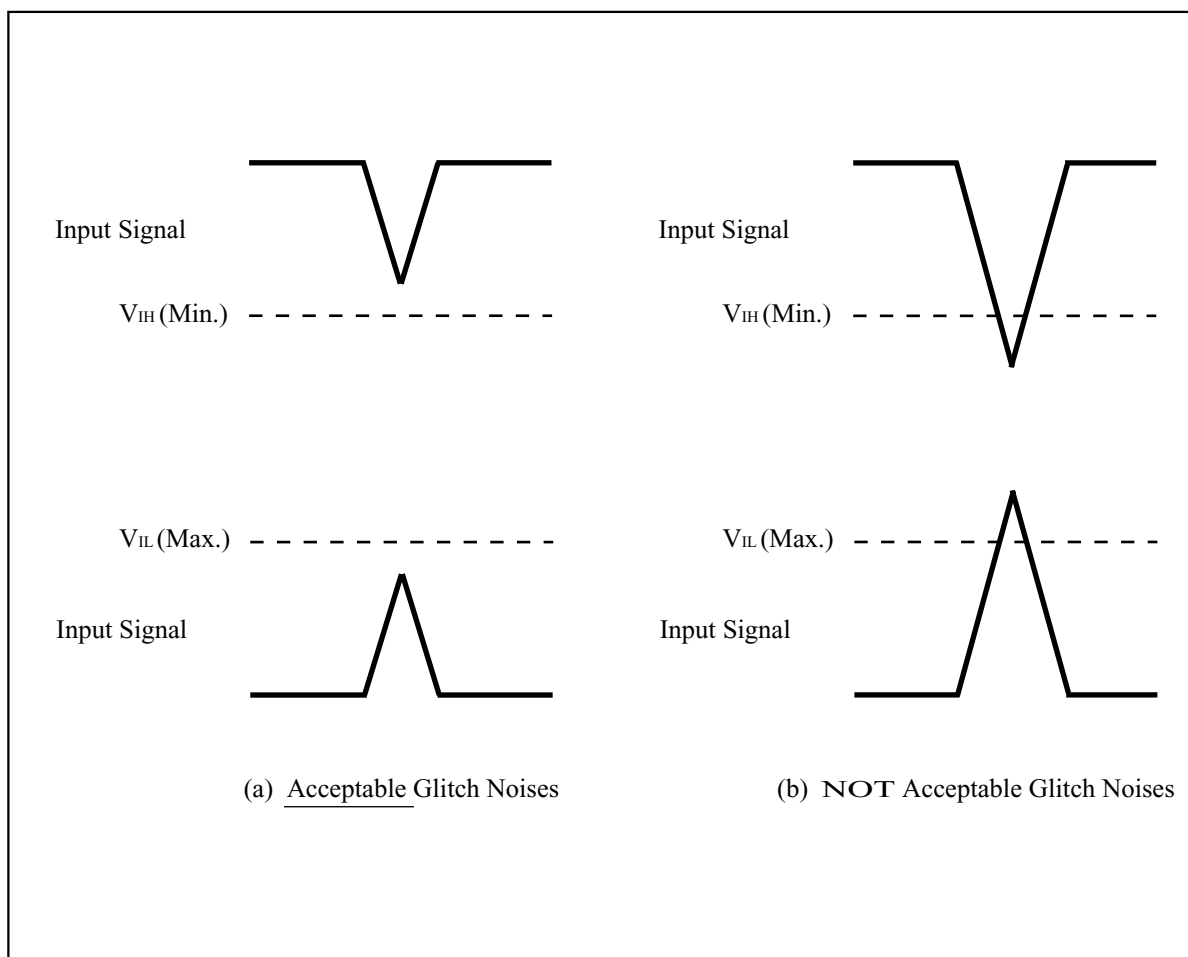 Input Signal
Input Signal
VIH (Min.)
VIH (Min.)
VIL (Max.)
VIL (Max.)
Input Signal
Input Signal
(a) Acceptable Glitch Noises
(b) NOT Acceptable Glitch Noises